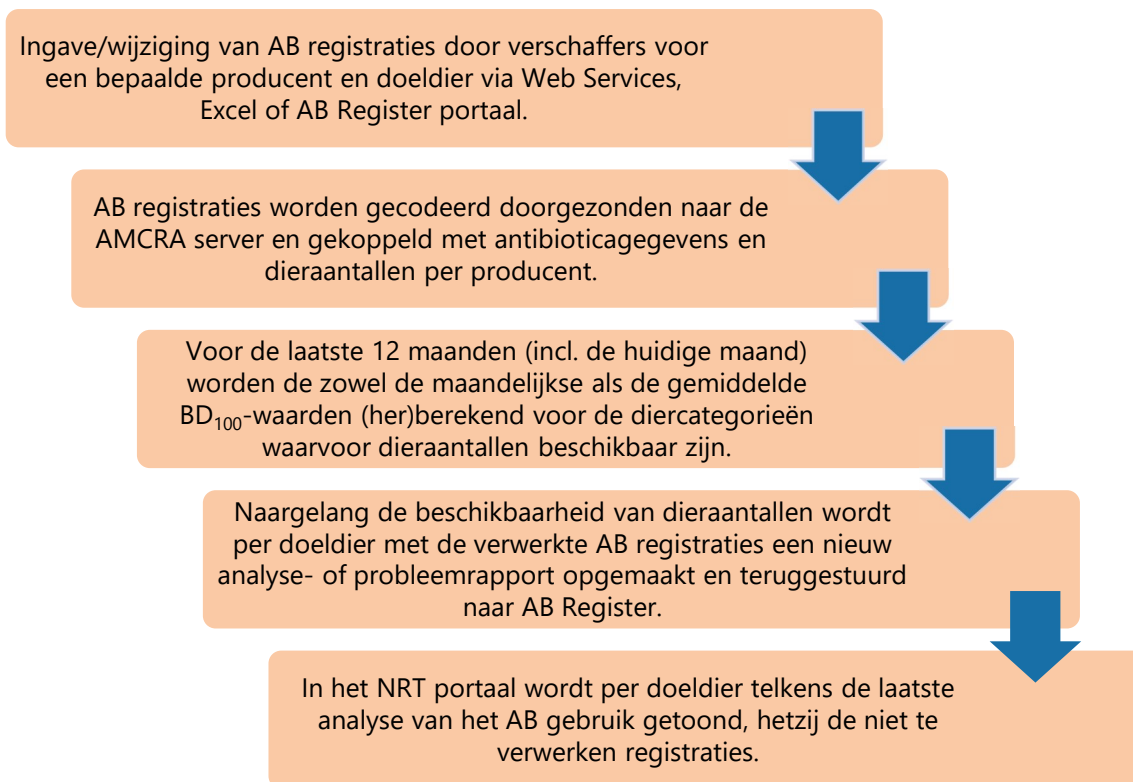 Ingave/wijziging van AB registraties door verschaffers voor
een bepaalde producent en doeldier via Web Services,
Excel of AB Register portaal.
AB registraties worden gecodeerd doorgezonden naar de
AMCRA server en gekoppeld met antibioticagegevens en
dieraantallen per producent.
Voor de laatste 12 maanden (incl. de huidige maand)
worden de zowel de maandelijkse als de gemiddelde
BD₁₀₀-waarden (her)berekend voor de diercategorieën
waarvoor dieraantallen beschikbaar zijn.
Naargelang de beschikbaarheid van dieraantallen wordt
per doeldier met de verwerkte AB registraties een nieuw
analyse- of probleemrapport opgemaakt en teruggestuurd
naar AB Register.
In het NRT portaal wordt per doeldier telkens de laatste
analyse van het AB gebruik getoond, hetzij de niet te
verwerken registraties.